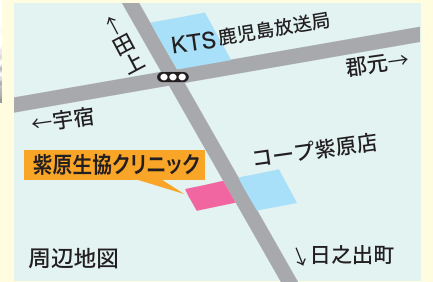 ↑田上
KTS鹿児島放送局
郡元→
←宇宿
コープ紫原店
紫原生協クリニック
周辺地図
↓日之出町